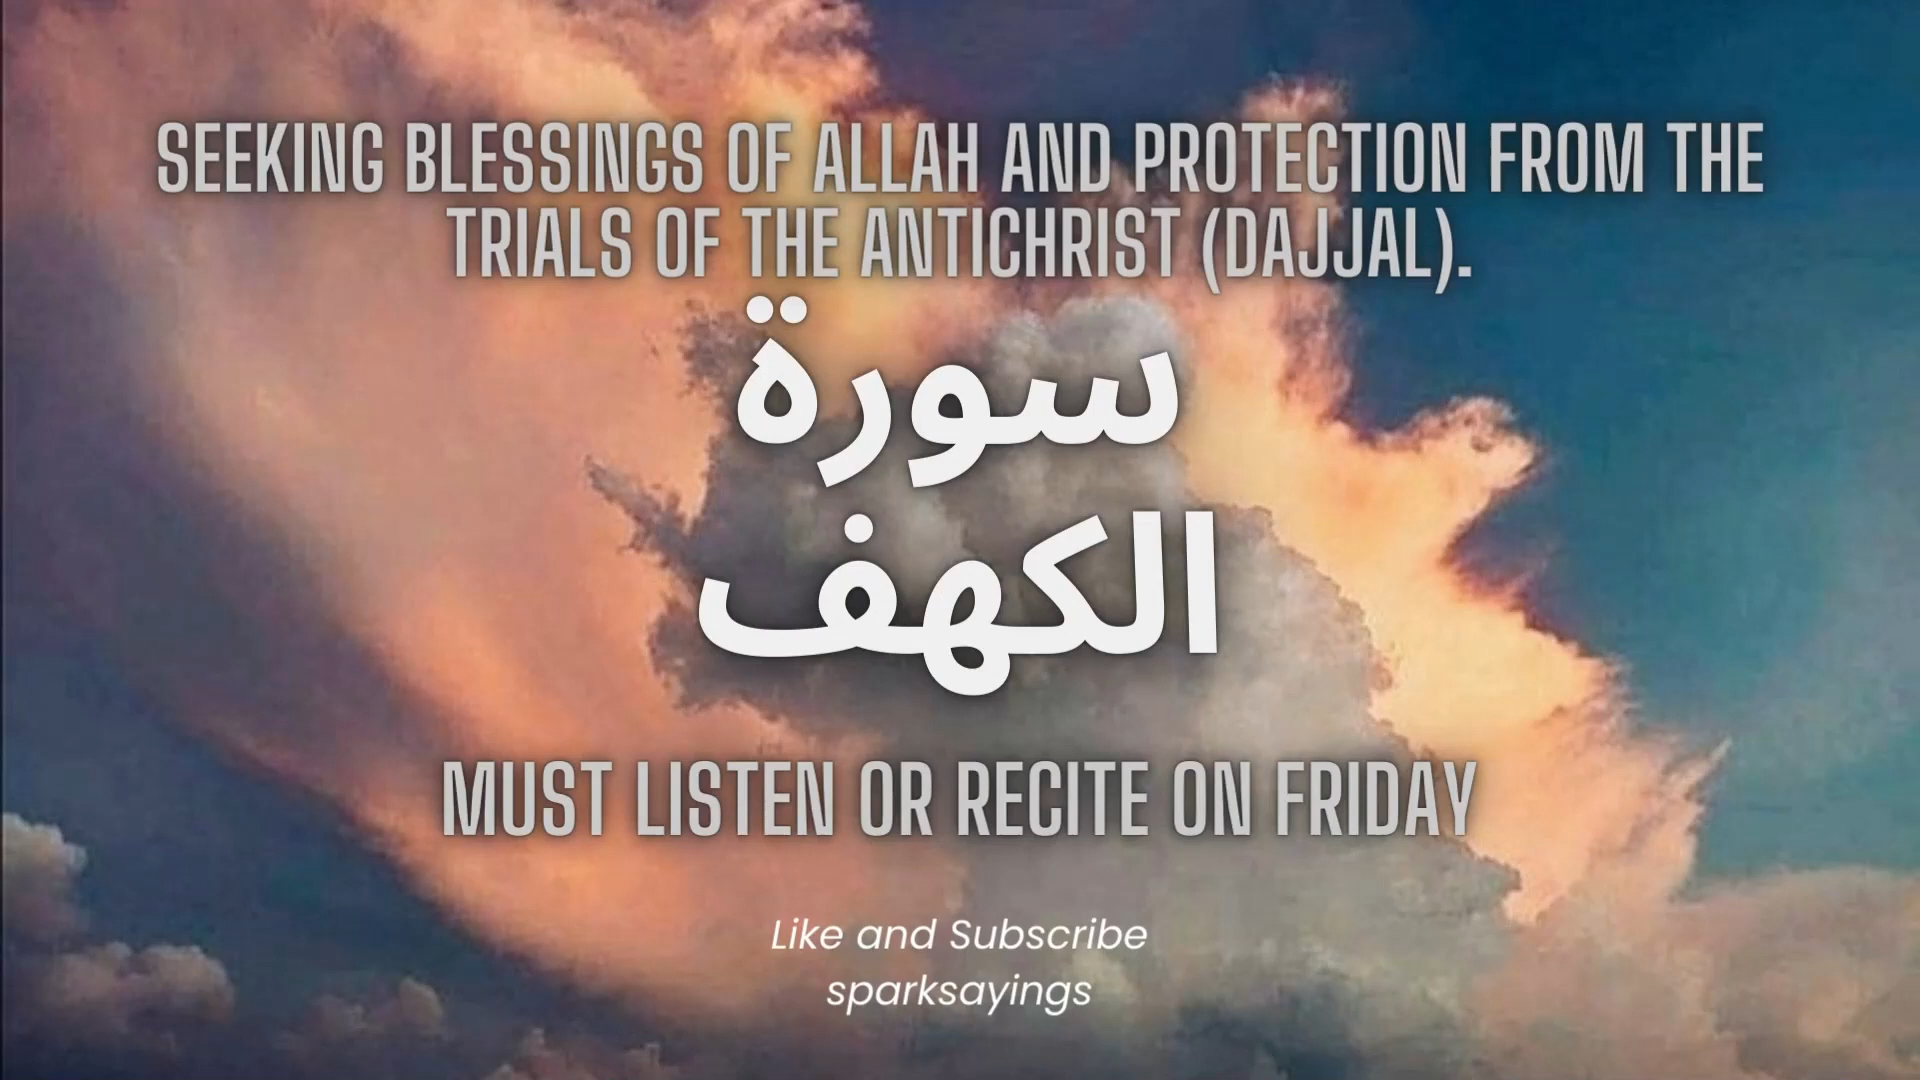 SEEKING BLESSINGS OF ALLAH AND PROTECTION FROM THE
TRIALS OF THE ANTICHRIST (DAJJAL).
سورة
الكهف
MUST LISTEN OR RECITE ON FRIDAY
Like and Subscribe
sparksayings